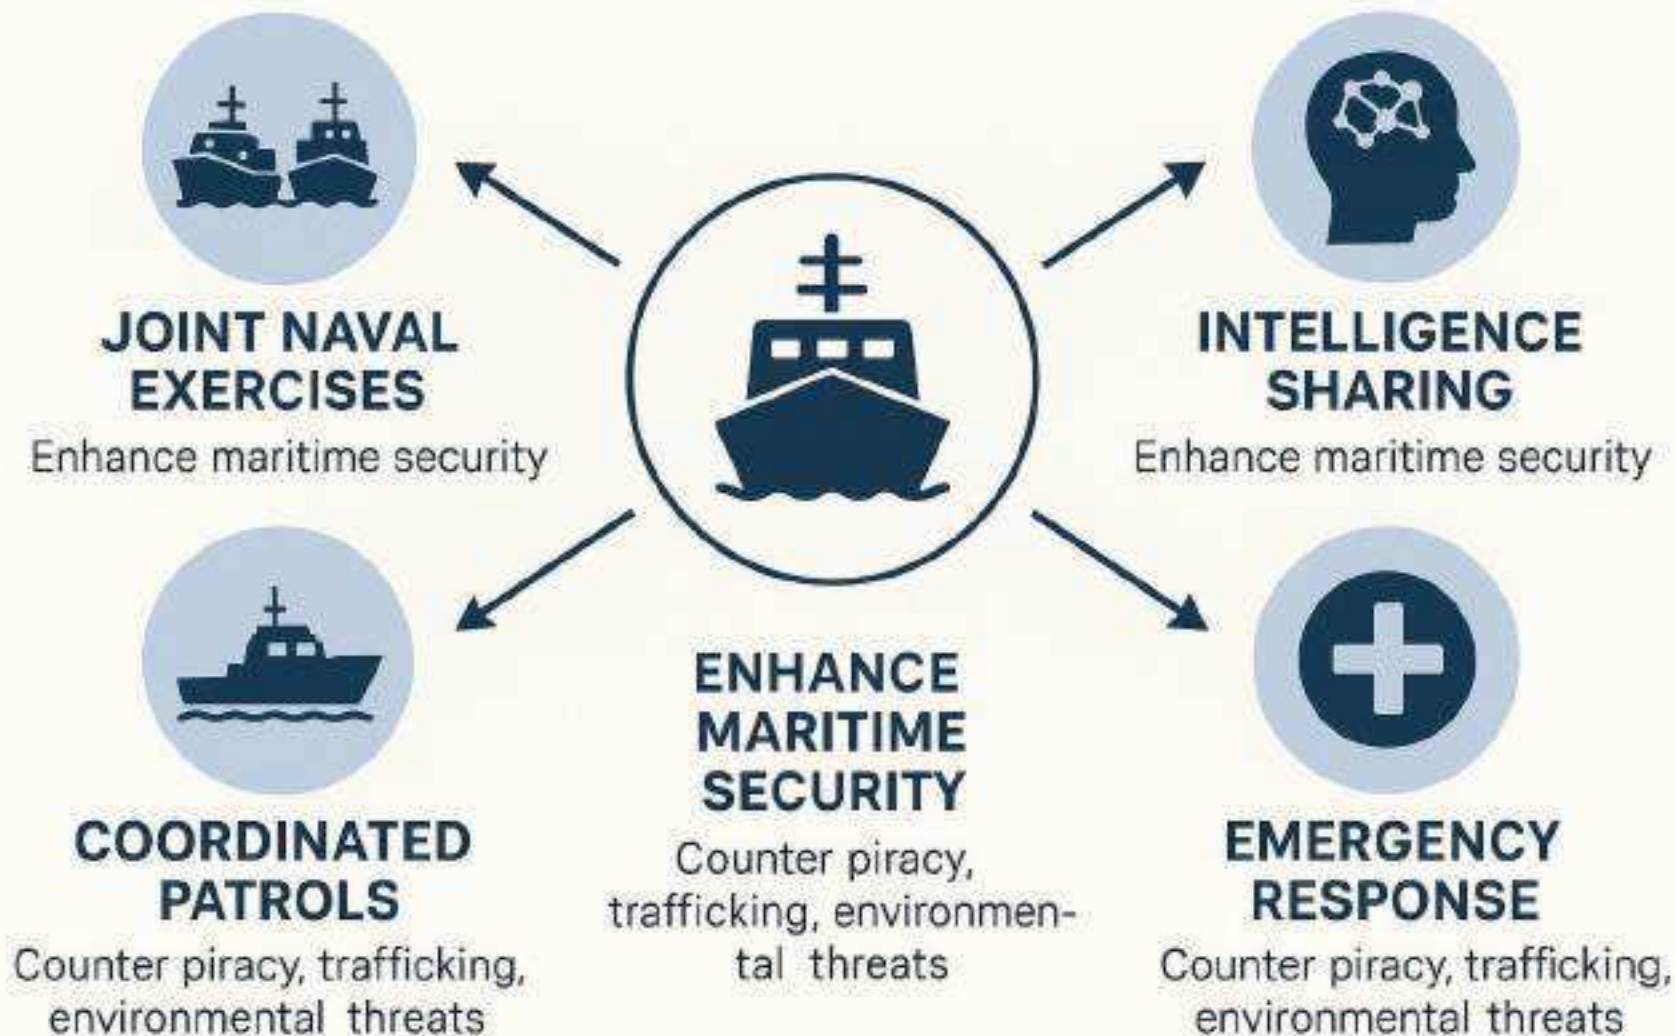 JOINT NAVAL
EXERCISES
Enhance maritime security
INTELLIGENCE
SHARING
Enhance maritime security
COORDINATED
PATROLS
Counter piracy, trafficking,
environmental threats
ENHANCE
MARITIME
SECURITY
Counter piracy,
trafficking, environmen-
tal threats
EMERGENCY
RESPONSE
Counter piracy, trafficking,
environmental threats